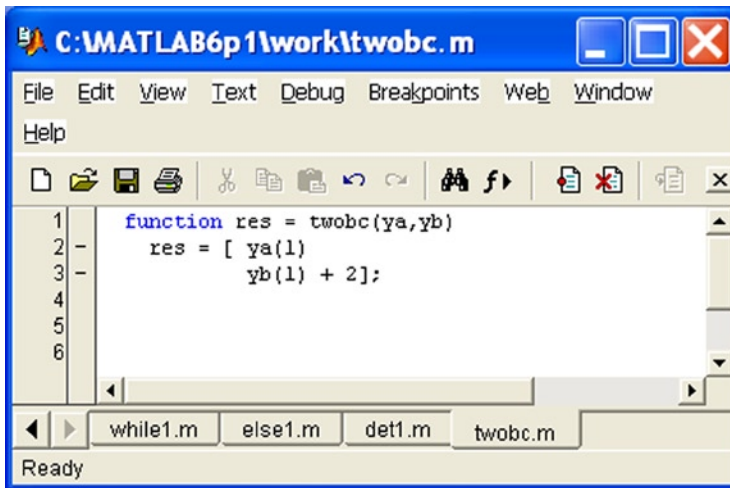 C:\MATLAB6p1\work\twobc.m
File Edit View Text Debug Breakpoints Web Window
Help
1 function res = twobc(ya,yb)
2 - res = [ ya(1)
3 - yb(1) + 2];
4
5
6
while1.m else1.m det1.m twobc.m
Ready